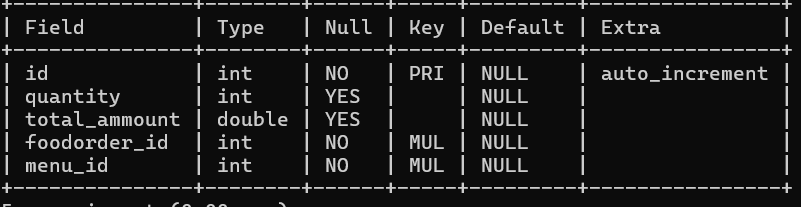 +--------------+--------+------+-----+---------+----------------+
| Field        | Type   | Null | Key | Default | Extra          |
+--------------+--------+------+-----+---------+----------------+
| id           | int    | NO   | PRI | NULL    | auto_increment |
| quantity     | int    | YES  |     | NULL    |                |
| total_ammount | double | YES  |     | NULL    |                |
| foodorder_id | int    | NO   | MUL | NULL    |                |
| menu_id      | int    | NO   | MUL | NULL    |                |
+--------------+--------+------+-----+---------+----------------+